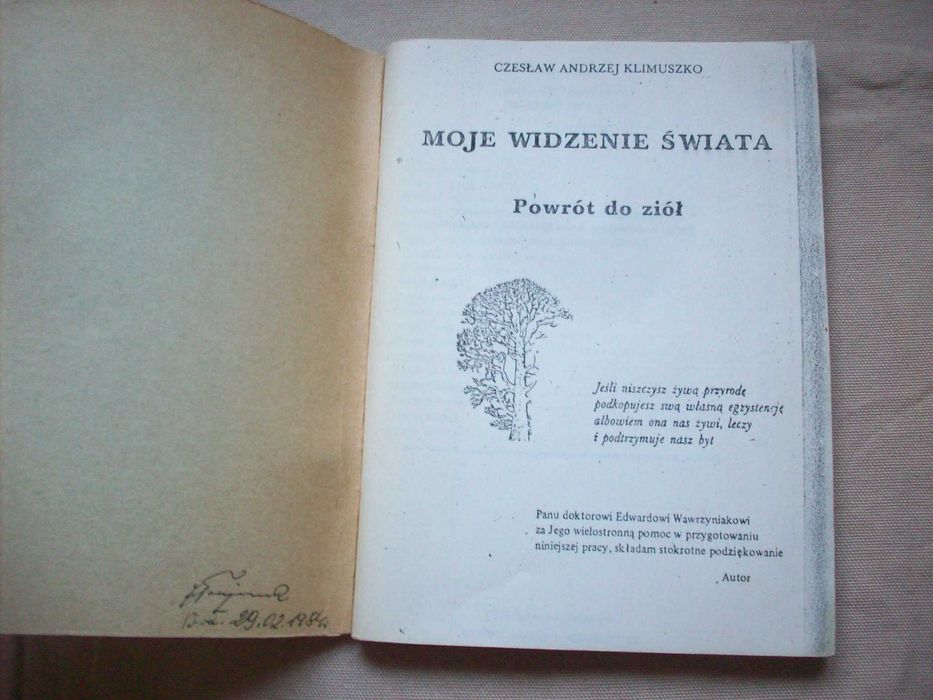 CZESŁAW ANDRZEJ KLIMUSZKO
MOJE WIDZENIE ŚWIATA
Powrót do ziół
Jeśli niszczysz żywą przyrodę
podkopujesz swą własną egzystencję
albowiem ona nas żywi, leczy
i podtrzymuje nasz byt
Panu doktorowi Edwardowi Wawrzyniakowi
za Jego wielostronną pomoc w przygotowaniu
niniejszej pracy, składam stokrotne podziękowanie
Autor
29.02.1984